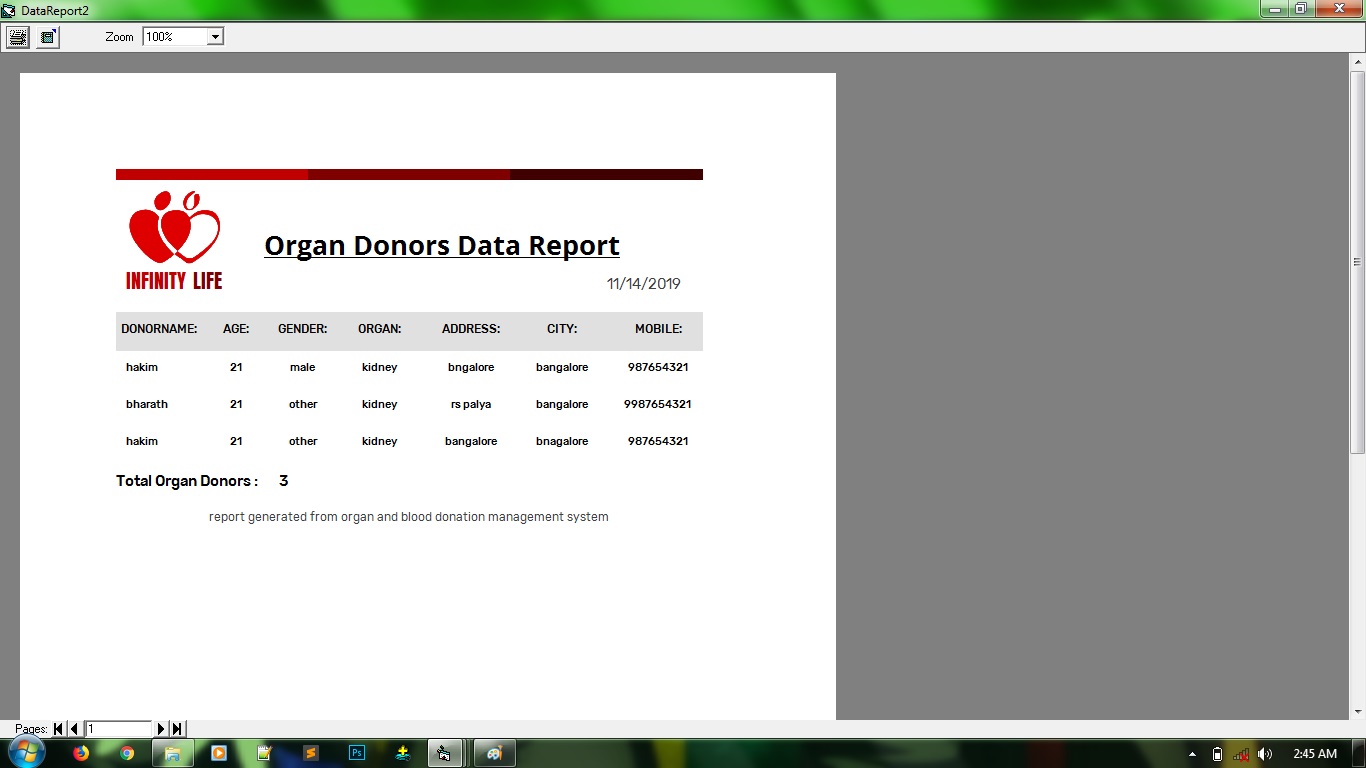 DataReport2
Zoom 100%
Organ Donors Data Report
INFINITY LIFE
11/14/2019
DONORNAME: AGE: GENDER: ORGAN: ADDRESS: CITY: MOBILE:
hakim 21 male kidney bngalore bangalore 987654321
bharath 21 other kidney rs palya bangalore 9987654321
hakim 21 other kidney bangalore bnagalore 987654321
Total Organ Donors : 3
report generated from organ and blood donation management system
Pages: 1
Ps
2:45 AM